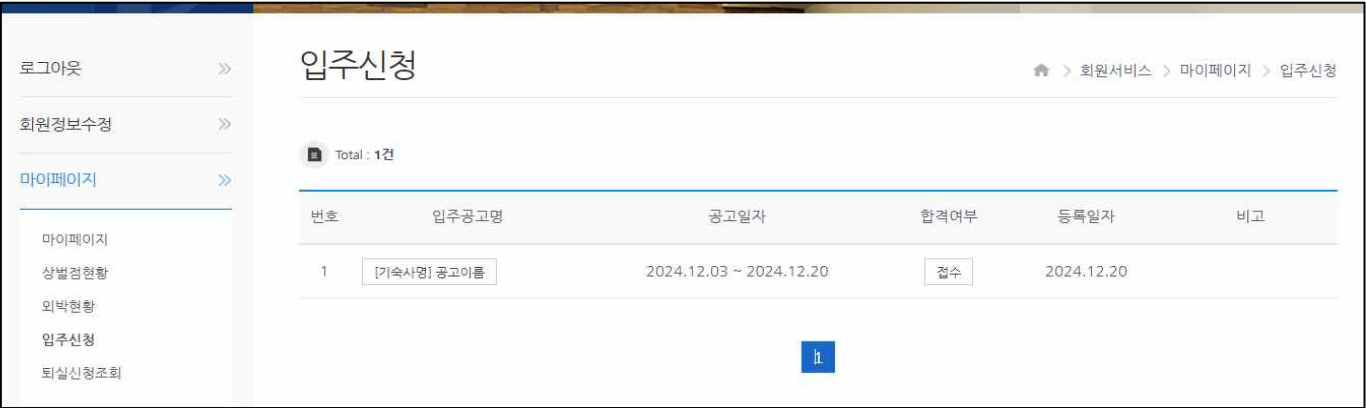 로그아웃
회원정보수정
마이페이지
마이페이지
상벌점현황
외박현황
입주신청
퇴실신청조회
입주신청
> 회원서비스 > 마이페이지 > 입주신청
Total : 1건
번호 입주공고명 공고일자 합격여부 등록일자 비고
1 [기숙사명] 공고이름 2024.12.03 ~ 2024.12.20 접수 2024.12.20
1